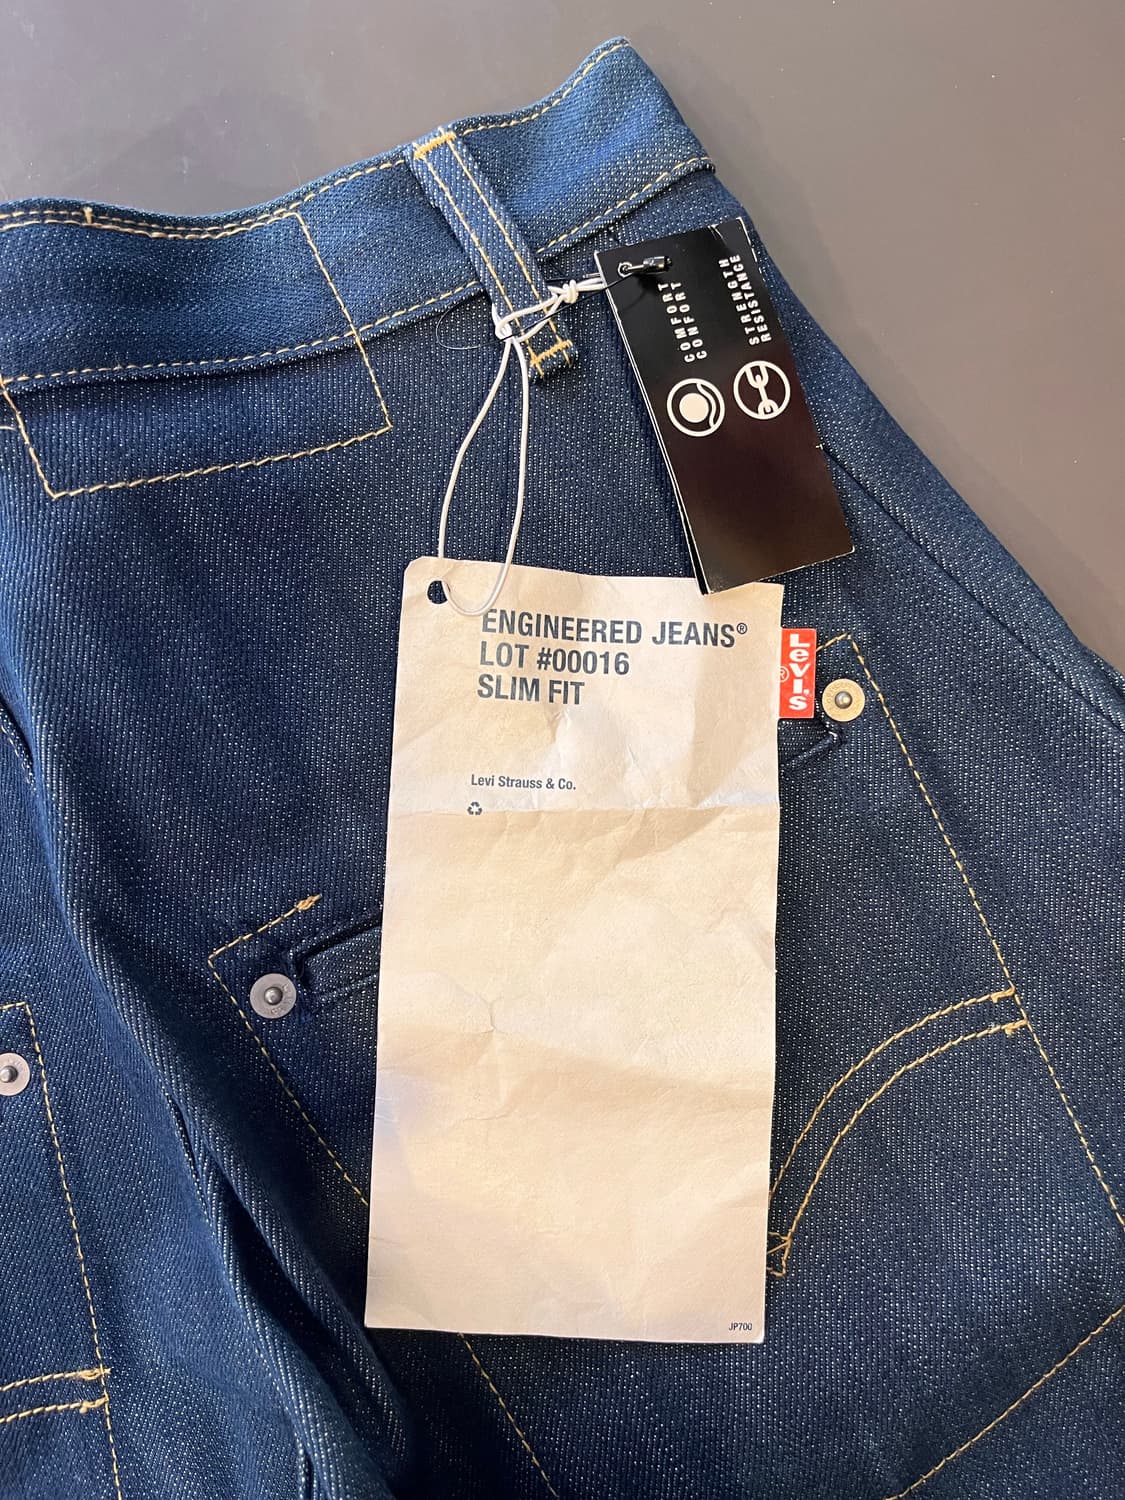 COMFORT
CONFORT
STRENGTH
RESISTANCE
ENGINEERED JEANS®
LOT #00016
SLIM FIT
Levi's
®
Levi Strauss & Co.
JP700